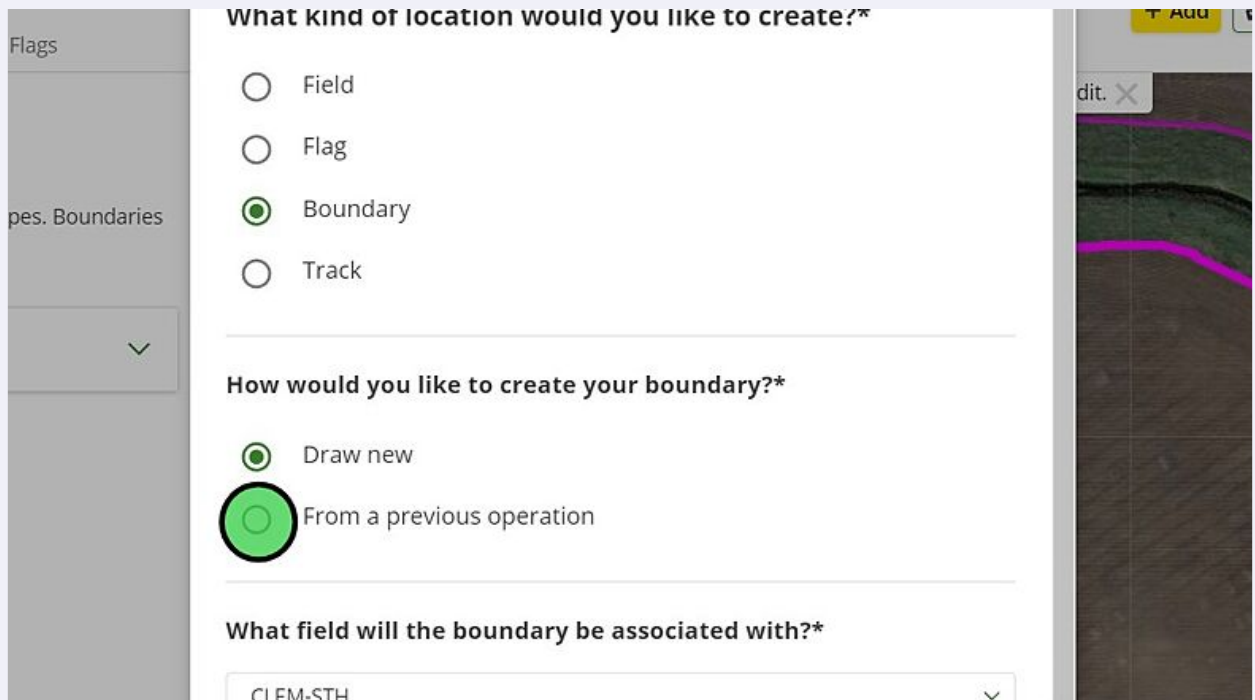 What kind of location would you like to create?*
+ Add
Flags
Field
dit.
Flag
Boundary
pes. Boundaries
Track
How would you like to create your boundary?*
Draw new
From a previous operation
What field will the boundary be associated with?*
CLEM-STH